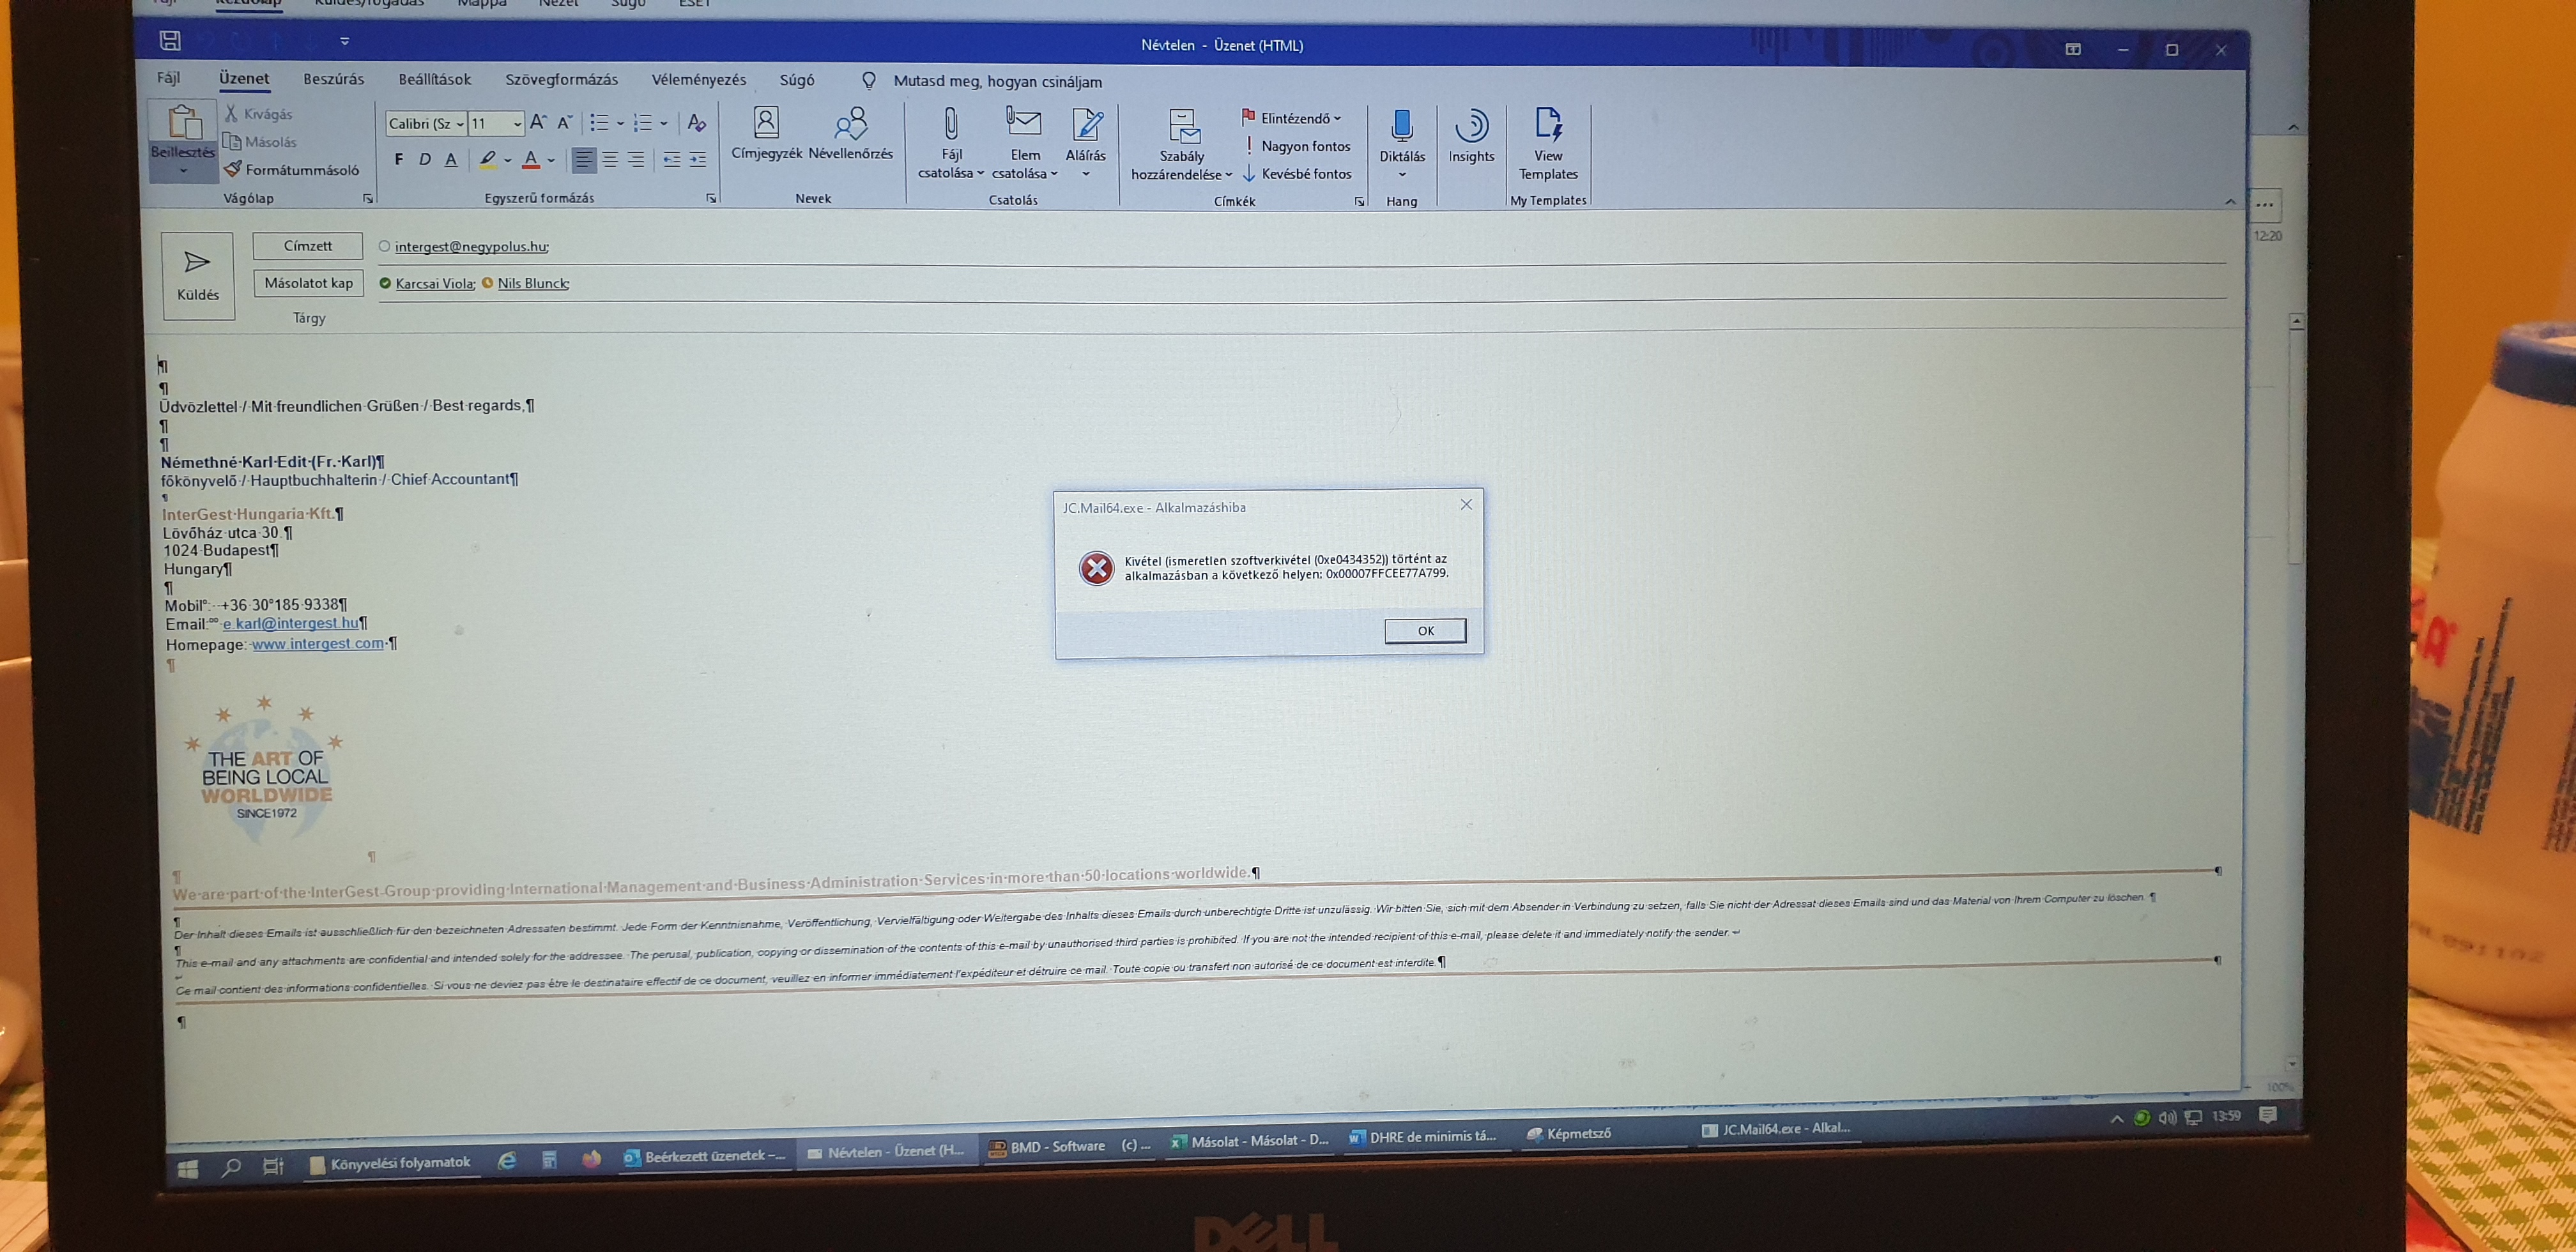 Fájl Kezdőlap Küldés/fogadás Mappa Nézet Súgó ESET
Névtelen - Üzenet (HTML)
Fájl Üzenet Beszúrás Beállítások Szövegformázás Véleményezés Súgó Mutasd meg, hogyan csináljam
Beillesztés
Kivágás
Másolás
Formátummásoló
Vágólap
Calibri (Sz 11
F D A
Egyszerű formázás
Címjegyzék Névellenőrzés
Nevek
Fájl csatolása
Elem csatolása
Aláírás
Csatolás
Szabály hozzárendelése
Elintézendő
Nagyon fontos
Kevésbé fontos
Címkék
Diktálás
Hang
Insights
View Templates
My Templates
12:20
Küldés
Címzett intergest@negypolus.hu;
Másolatot kap Karcsai Viola; Nils Blunck;
Tárgy
¶
¶
Üdvözlettel / Mit freundlichen Grüßen / Best regards,¶
¶
¶
Némethné Karl Edit (Fr. Karl)¶
főkönyvelő / Hauptbuchhalterin / Chief Accountant¶
¶
InterGest Hungaria Kft.¶
Lövőház utca 30.¶
1024 Budapest¶
Hungary¶
¶
Mobil°: +36 30°185 9338¶
Email:°° e.karl@intergest.hu¶
Homepage: www.intergest.com ¶
¶
THE ART OF
BEING LOCAL
WORLDWIDE
SINCE1972
¶
¶
We are part of the InterGest Group providing International Management and Business Administration Services in more than 50 locations worldwide.¶
¶
Der Inhalt dieses Emails ist ausschließlich für den bezeichneten Adressaten bestimmt. Jede Form der Kenntnisnahme, Veröffentlichung, Vervielfältigung oder Weitergabe des Inhalts dieses Emails durch unberechtigte Dritte ist unzulässig. Wir bitten Sie, sich mit dem Absender in Verbindung zu setzen, falls Sie nicht der Adressat dieses Emails sind und das Material von Ihrem Computer zu löschen. ¶
¶
This e-mail and any attachments are confidential and intended solely for the addressee. The perusal, publication, copying or dissemination of the contents of this e-mail by unauthorised third parties is prohibited. If you are not the intended recipient of this e-mail, please delete it and immediately notify the sender.
Ce mail contient des informations confidentielles. Si vous ne deviez pas être le destinataire effectif de ce document, veuillez en informer immédiatement l'expéditeur et détruire ce mail. Toute copie ou transfert non autorisé de ce document est interdite.¶
¶
JC.Mail64.exe - Alkalmazáshiba
Kivétel (ismeretlen szoftverkivétel (0xe0434352)) történt az
alkalmazásban a következő helyen: 0x00007FFCEE77A799.
OK
100%
Könyvelési folyamatok Beérkezett üzenetek –... Névtelen - Üzenet (H... BMD - Software (c) ... Másolat - Másolat - D... DHRE de minimis tá... Képmetsző JC.Mail64.exe - Alkal... 13:59
DELL